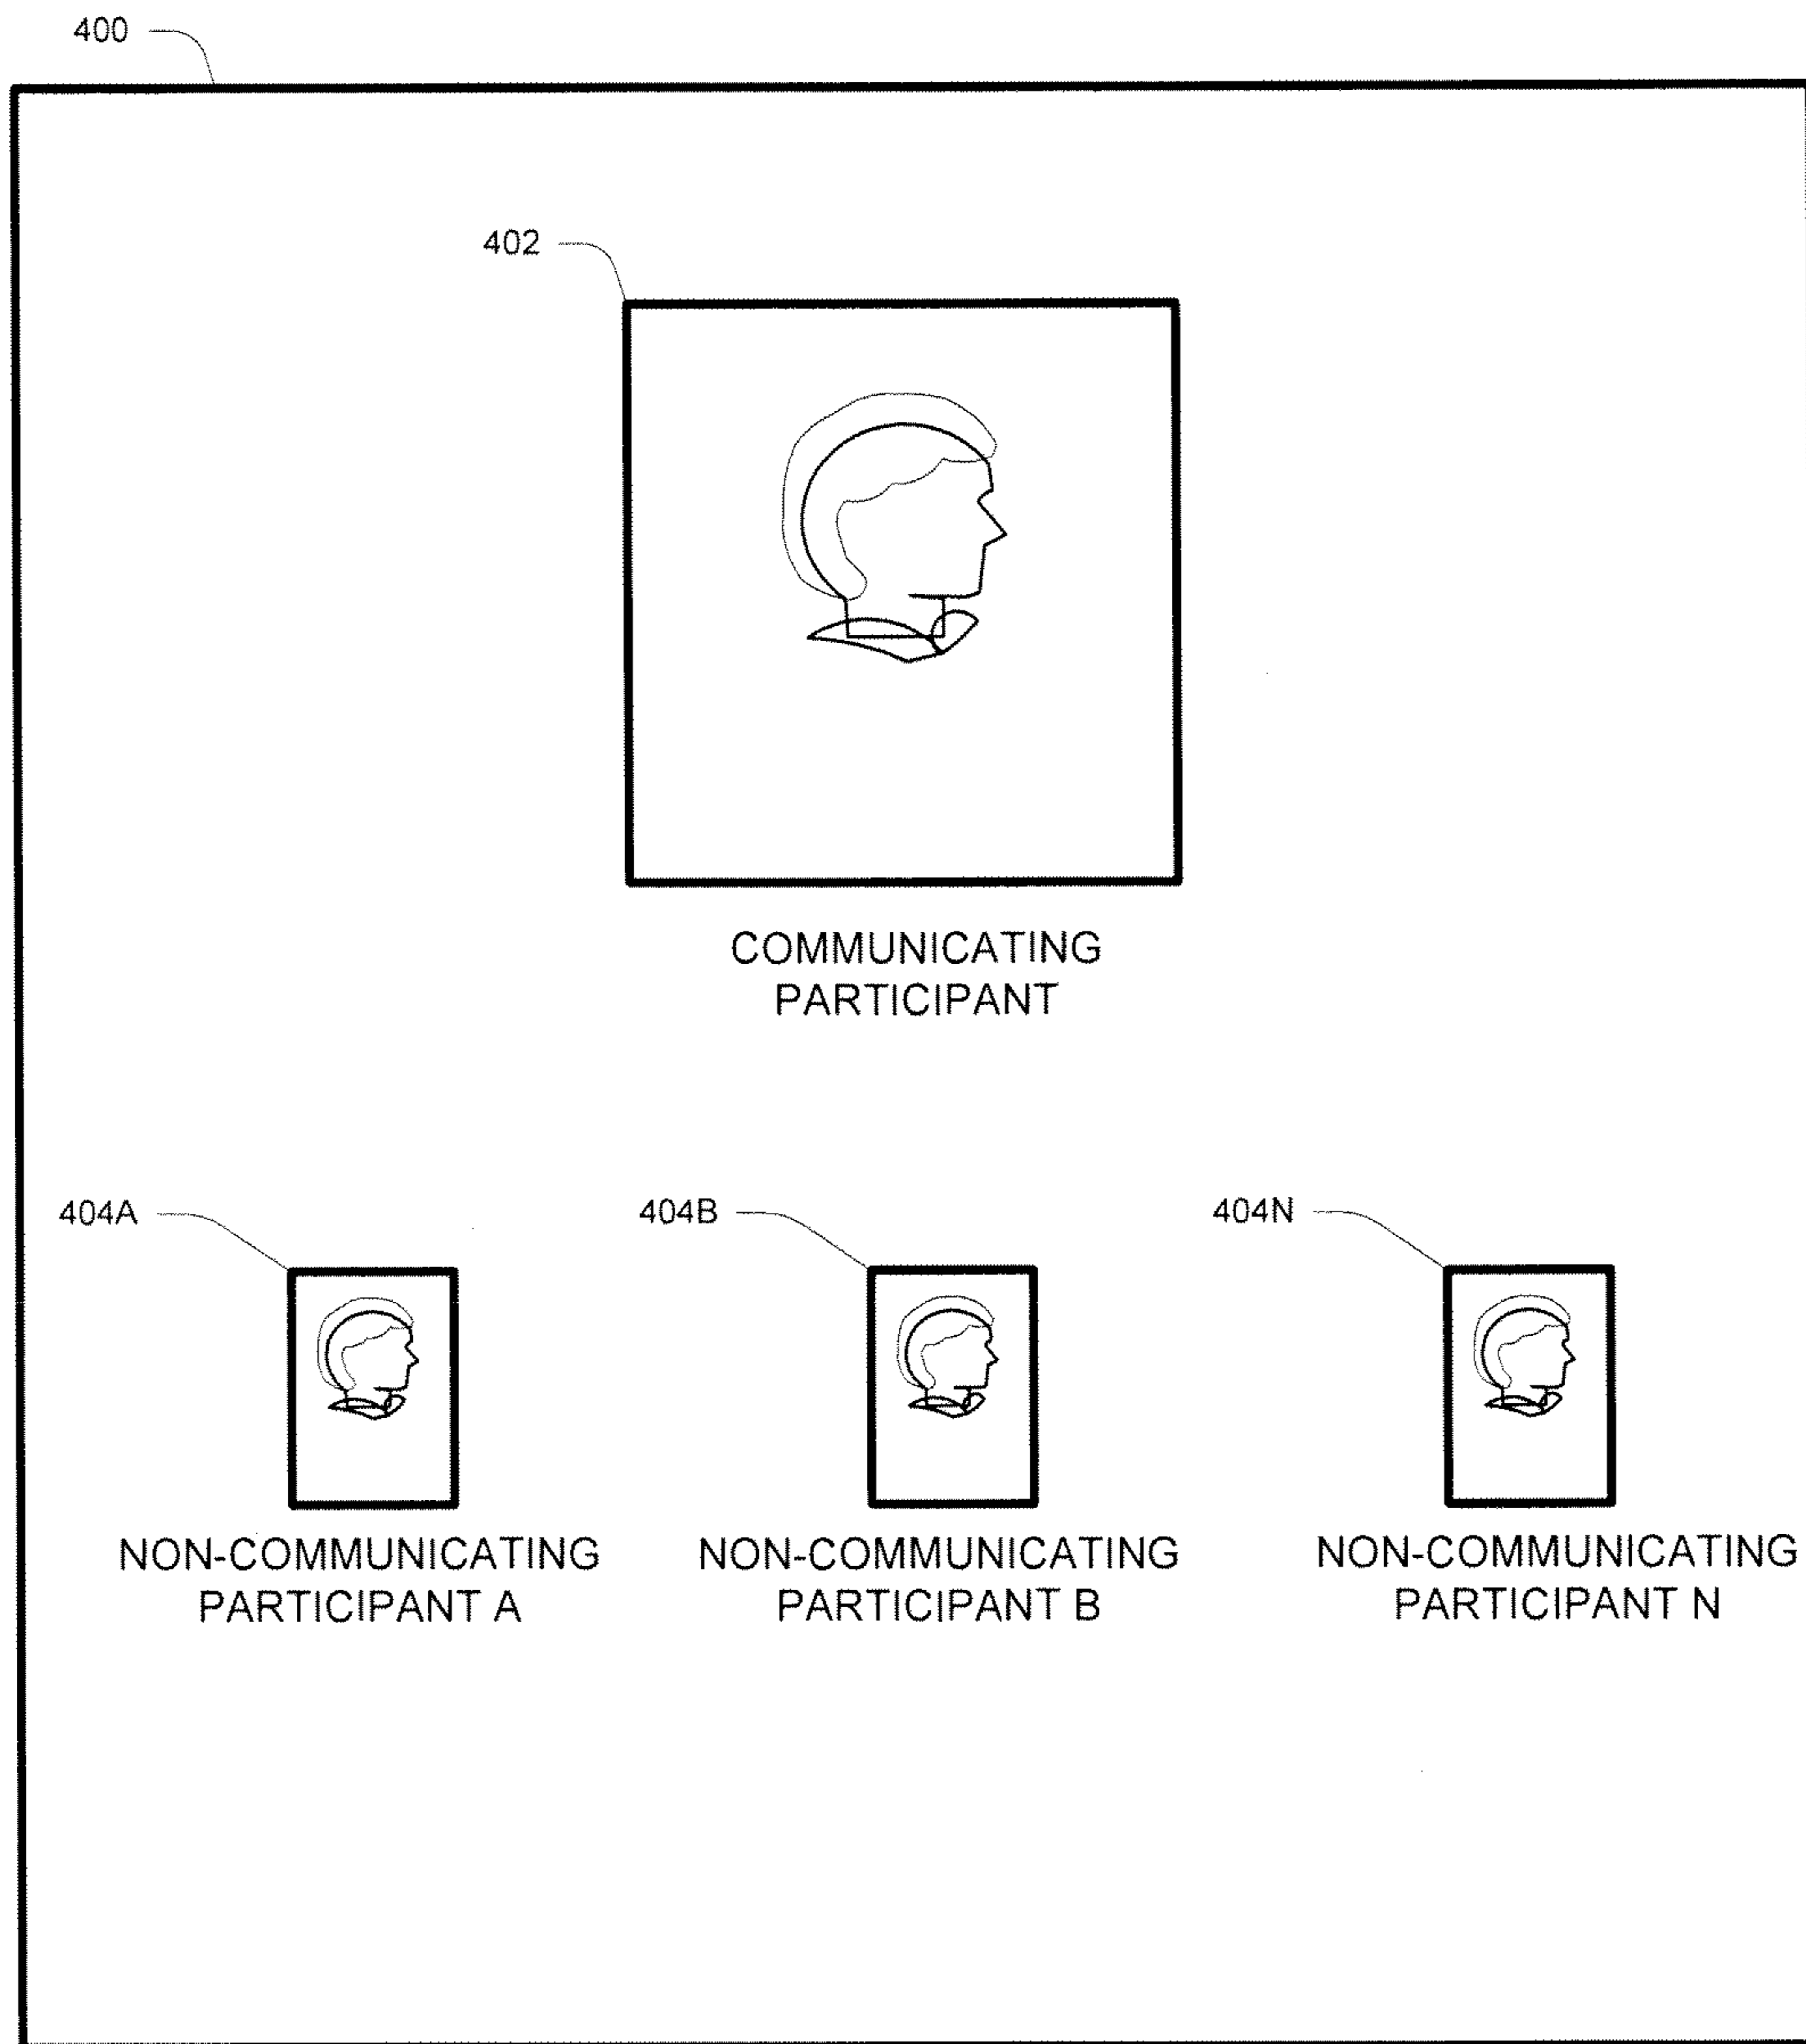 400
402
COMMUNICATING
PARTICIPANT
404A
404B
404N
NON-COMMUNICATING
PARTICIPANT A
NON-COMMUNICATING
PARTICIPANT B
NON-COMMUNICATING
PARTICIPANT N